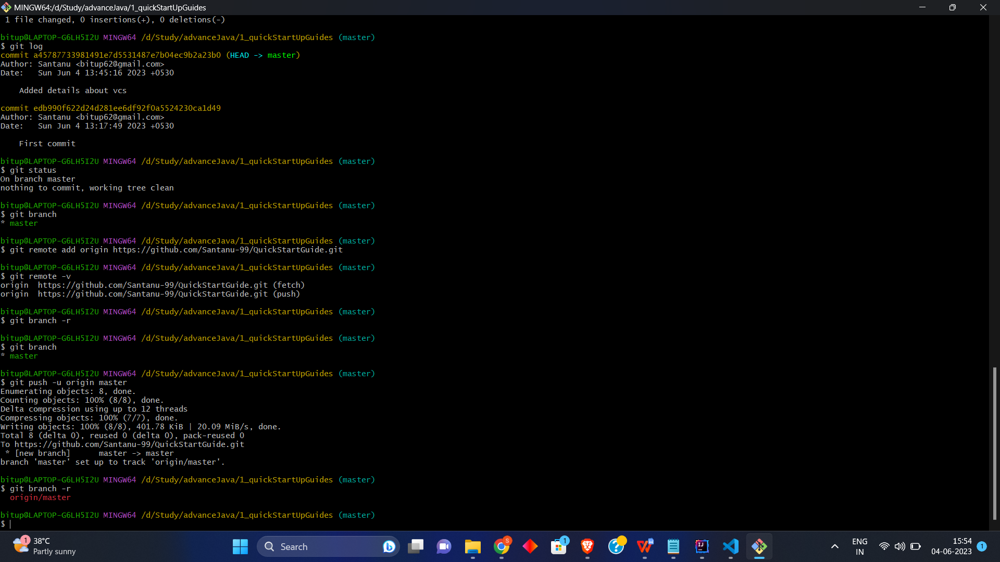 MINGW64:/d/Study/advanceJava/1_quickStartUpGuides
1 file changed, 0 insertions(+), 0 deletions(-)
bitup@LAPTOP-G6LH5I2U MINGW64 /d/Study/advanceJava/1_quickStartUpGuides (master)
$ git log
commit a45787733981491e7d5531487e7b04ec9b2a23b0 (HEAD -> master)
Author: Santanu <bitup62@gmail.com>
Date:   Sun Jun 4 13:45:16 2023 +0530
    Added details about vcs
commit edb990f622d24d281ee6df92f0a5524230ca1d49
Author: Santanu <bitup62@gmail.com>
Date:   Sun Jun 4 13:17:49 2023 +0530
    First commit
bitup@LAPTOP-G6LH5I2U MINGW64 /d/Study/advanceJava/1_quickStartUpGuides (master)
$ git status
On branch master
nothing to commit, working tree clean
bitup@LAPTOP-G6LH5I2U MINGW64 /d/Study/advanceJava/1_quickStartUpGuides (master)
$ git branch
* master
bitup@LAPTOP-G6LH5I2U MINGW64 /d/Study/advanceJava/1_quickStartUpGuides (master)
$ git remote add origin https://github.com/Santanu-99/QuickStartGuide.git
bitup@LAPTOP-G6LH5I2U MINGW64 /d/Study/advanceJava/1_quickStartUpGuides (master)
$ git remote -v
origin  https://github.com/Santanu-99/QuickStartGuide.git (fetch)
origin  https://github.com/Santanu-99/QuickStartGuide.git (push)
bitup@LAPTOP-G6LH5I2U MINGW64 /d/Study/advanceJava/1_quickStartUpGuides (master)
$ git branch -r
bitup@LAPTOP-G6LH5I2U MINGW64 /d/Study/advanceJava/1_quickStartUpGuides (master)
$ git branch
* master
bitup@LAPTOP-G6LH5I2U MINGW64 /d/Study/advanceJava/1_quickStartUpGuides (master)
$ git push -u origin master
Enumerating objects: 8, done.
Counting objects: 100% (8/8), done.
Delta compression using up to 12 threads
Compressing objects: 100% (7/7), done.
Writing objects: 100% (8/8), 401.78 KiB | 20.09 MiB/s, done.
Total 8 (delta 0), reused 0 (delta 0), pack-reused 0
To https://github.com/Santanu-99/QuickStartGuide.git
 * [new branch]      master -> master
branch 'master' set up to track 'origin/master'.
bitup@LAPTOP-G6LH5I2U MINGW64 /d/Study/advanceJava/1_quickStartUpGuides (master)
$ git branch -r
  origin/master
bitup@LAPTOP-G6LH5I2U MINGW64 /d/Study/advanceJava/1_quickStartUpGuides (master)
$
1
38°C
Partly sunny
Search
S
1
IJ
ENG
IN
15:54
04-06-2023
1